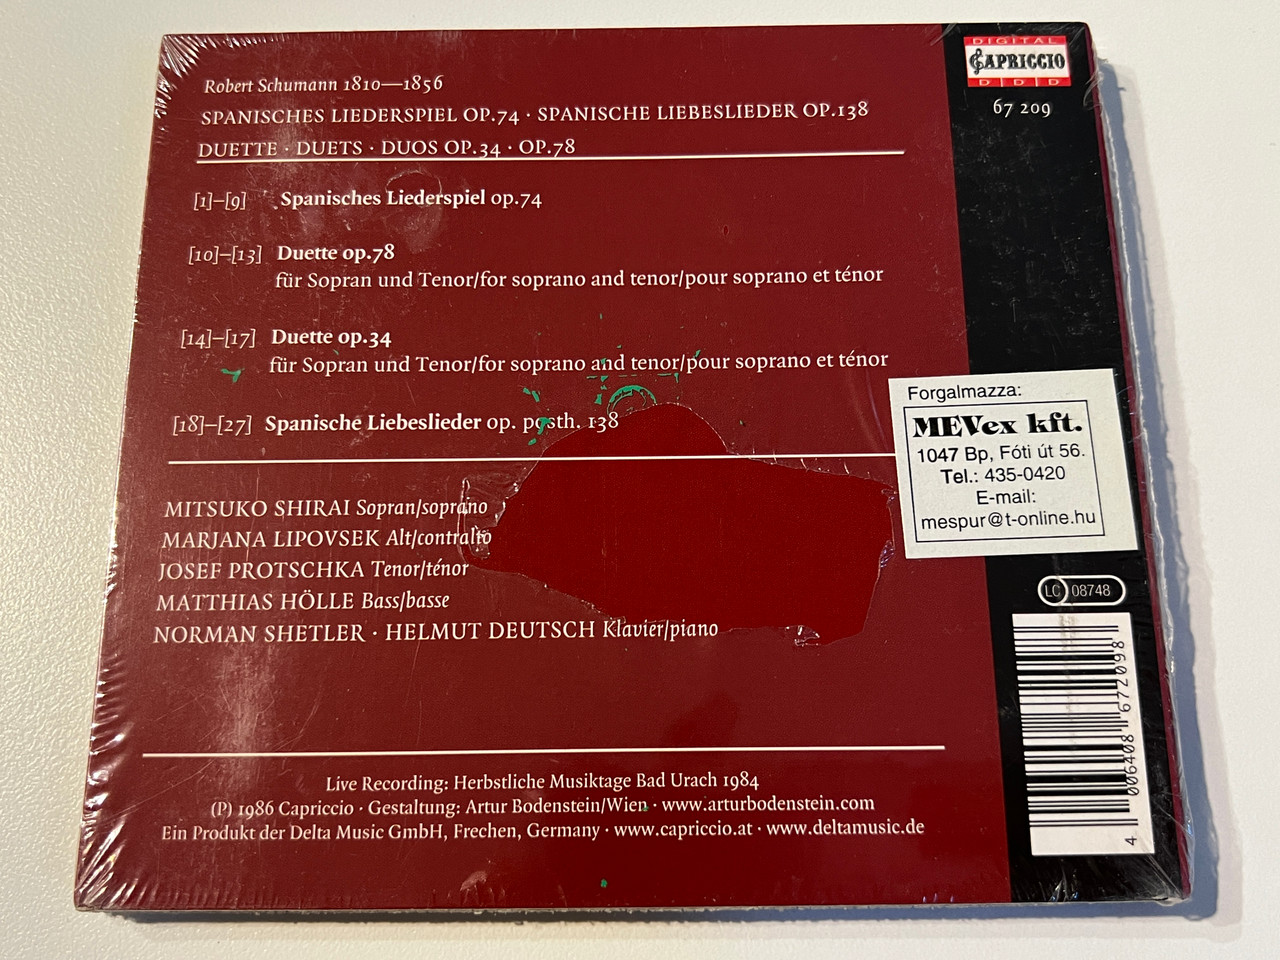 Robert Schumann 1810—1856
SPANISCHES LIEDERSPIEL OP.74 · SPANISCHE LIEBESLIEDER OP.138
DUETTE · DUETS · DUOS OP.34 · OP.78
[1]–[9] Spanisches Liederspiel op.74
[10]–[13] Duette op.78
für Sopran und Tenor/for soprano and tenor/pour soprano et ténor
[14]–[17] Duette op.34
für Sopran und Tenor/for soprano and tenor/pour soprano et ténor
[18]–[27] Spanische Liebeslieder op. posth. 138
MITSUKO SHIRAI Sopran/soprano
MARJANA LIPOVSEK Alt/contralto
JOSEF PROTSCHKA Tenor/ténor
MATTHIAS HÖLLE Bass/basse
NORMAN SHETLER · HELMUT DEUTSCH Klavier/piano
Live Recording: Herbstliche Musiktage Bad Urach 1984
(P) 1986 Capriccio · Gestaltung: Artur Bodenstein/Wien · www.arturbodenstein.com
Ein Produkt der Delta Music GmbH, Frechen, Germany · www.capriccio.at · www.deltamusic.de
DIGITAL
CAPRICCIO
D D D
67 209
Forgalmazza:
MEVex kft.
1047 Bp, Fóti út 56.
Tel.: 435-0420
E-mail:
mespur@t-online.hu
LC 08748
4 006408 672098